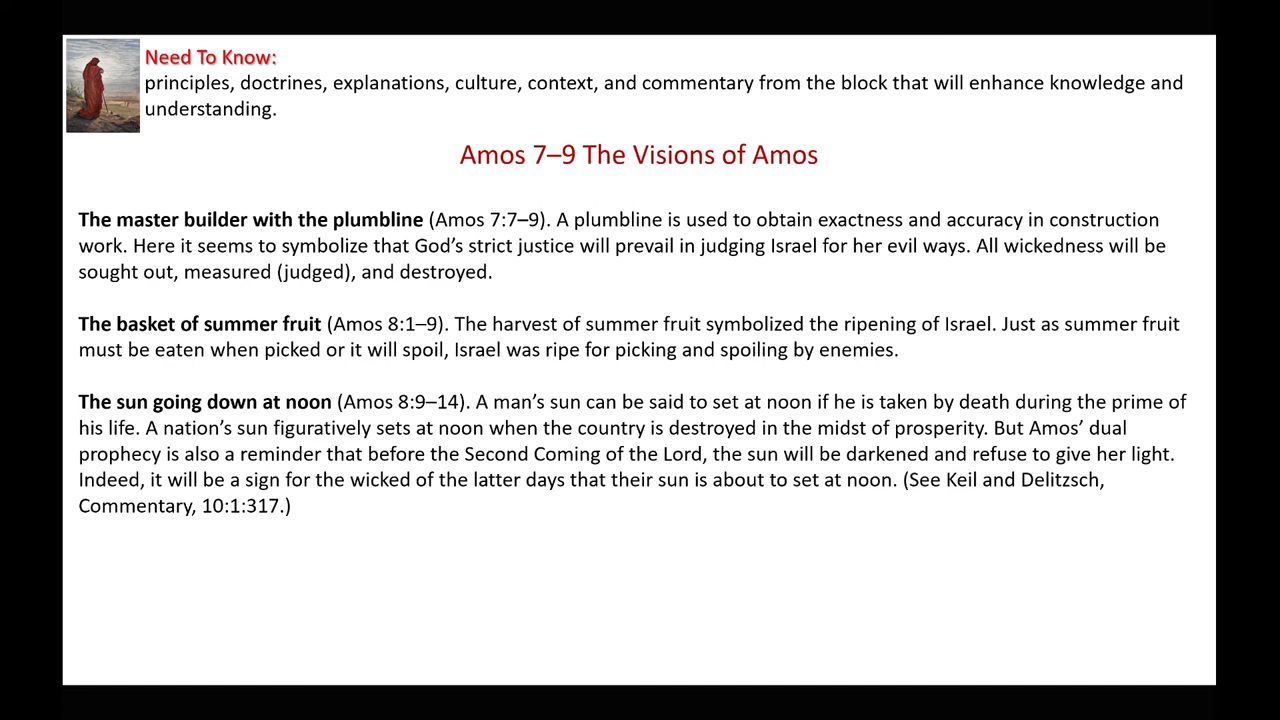 Need To Know:
principles, doctrines, explanations, culture, context, and commentary from the block that will enhance knowledge and
understanding.
Amos 7–9 The Visions of Amos
The master builder with the plumbline (Amos 7:7–9). A plumbline is used to obtain exactness and accuracy in construction
work. Here it seems to symbolize that God’s strict justice will prevail in judging Israel for her evil ways. All wickedness will be
sought out, measured (judged), and destroyed.
The basket of summer fruit (Amos 8:1–9). The harvest of summer fruit symbolized the ripening of Israel. Just as summer fruit
must be eaten when picked or it will spoil, Israel was ripe for picking and spoiling by enemies.
The sun going down at noon (Amos 8:9–14). A man’s sun can be said to set at noon if he is taken by death during the prime of
his life. A nation’s sun figuratively sets at noon when the country is destroyed in the midst of prosperity. But Amos’ dual
prophecy is also a reminder that before the Second Coming of the Lord, the sun will be darkened and refuse to give her light.
Indeed, it will be a sign for the wicked of the latter days that their sun is about to set at noon. (See Keil and Delitzsch,
Commentary, 10:1:317.)